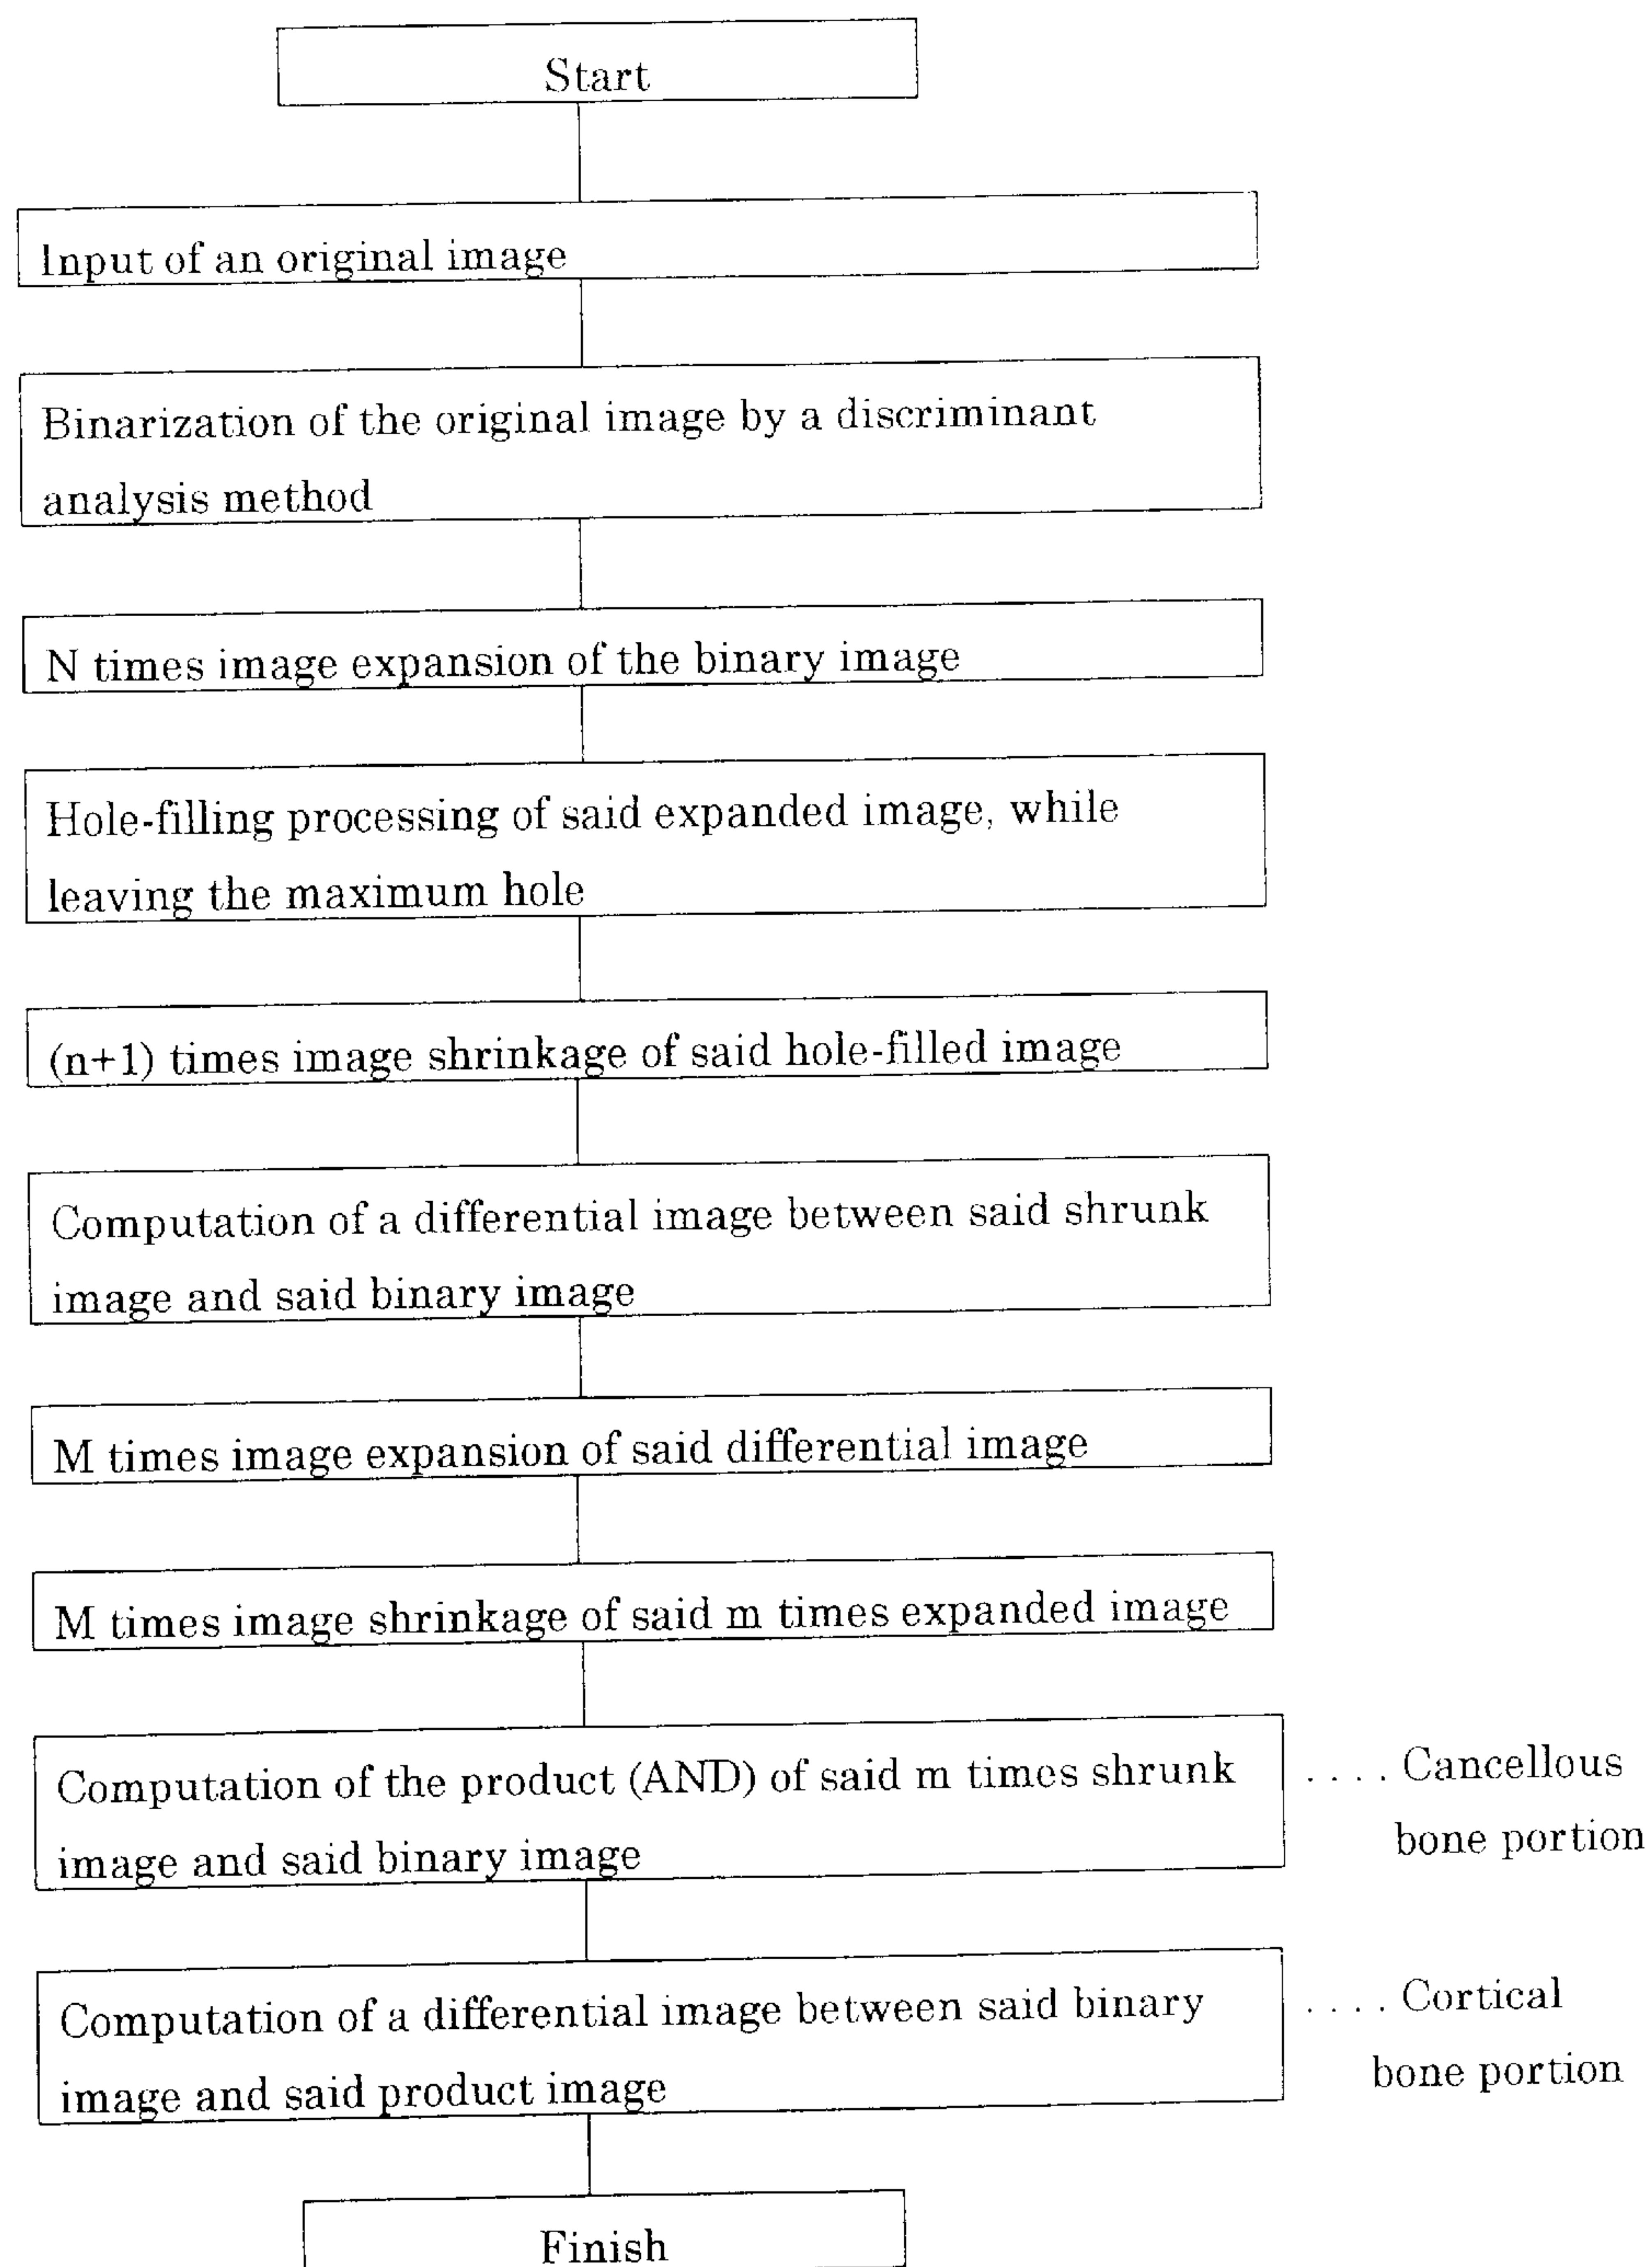 Start
Input of an original image
Binarization of the original image by a discriminant
analysis method
N times image expansion of the binary image
Hole-filling processing of said expanded image, while
leaving the maximum hole
(n+1) times image shrinkage of said hole-filled image
Computation of a differential image between said shrunk
image and said binary image
M times image expansion of said differential image
M times image shrinkage of said m times expanded image
Computation of the product (AND) of said m times shrunk
image and said binary image
. . . . Cancellous
bone portion
Computation of a differential image between said binary
image and said product image
. . . . Cortical
bone portion
Finish